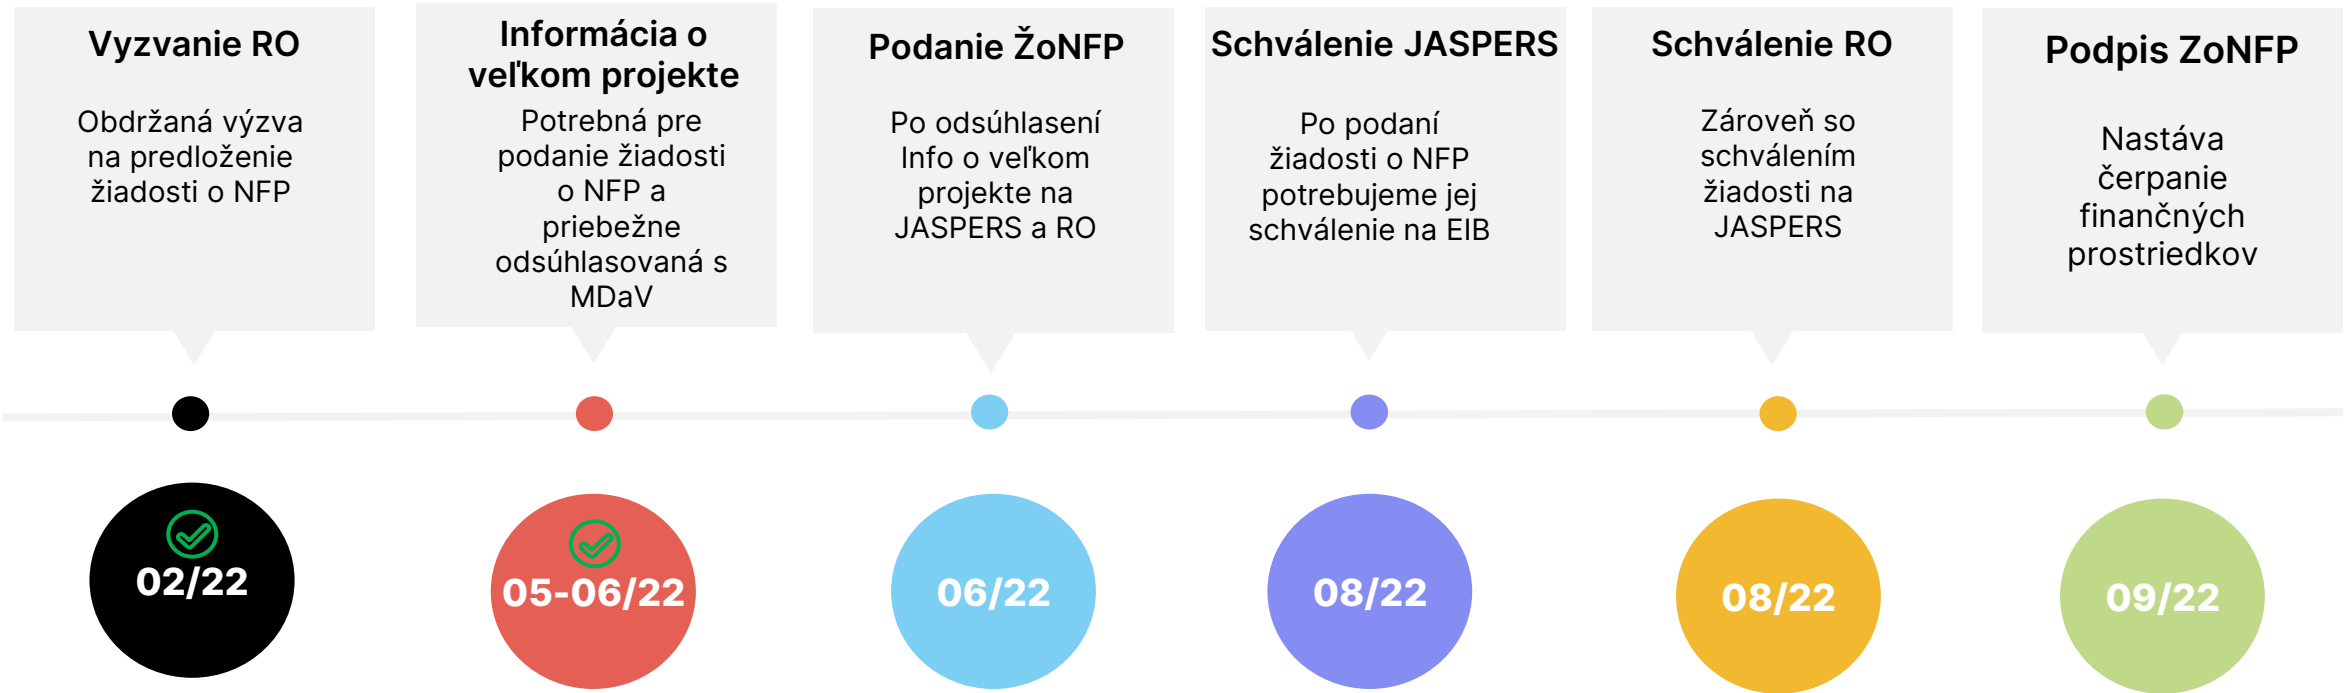 Vyzvanie RO
Obdržaná výzva
na predloženie
žiadosti o NFP
Informácia o
veľkom projekte
Potrebná pre
podanie žiadosti
o NFP a
priebežne
odsúhlasovaná s
MDaV
Podanie ŽoNFP
Po odsúhlasení
Info o veľkom
projekte na
JASPERS a RO
Schválenie JASPERS
Po podaní
žiadosti o NFP
potrebujeme jej
schválenie na EIB
Schválenie RO
Zároveň so
schválením
žiadosti na
JASPERS
Podpis ZoNFP
Nastáva
čerpanie
finančných
prostriedkov
02/22
05-06/22
06/22
08/22
08/22
09/22